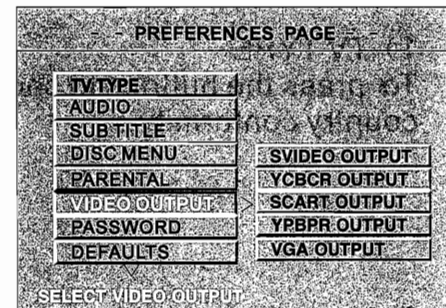 - - PREFERENCES PAGE - -
TV TYPE
AUDIO
SUB TITLE
DISC MENU
PARENTAL
VIDEO OUTPUT
PASSWORD
DEFAULTS
SVIDEO OUTPUT
YCBCR OUTPUT
SCART OUTPUT
YPBPR OUTPUT
VGA OUTPUT
SELECT VIDEO OUTPUT